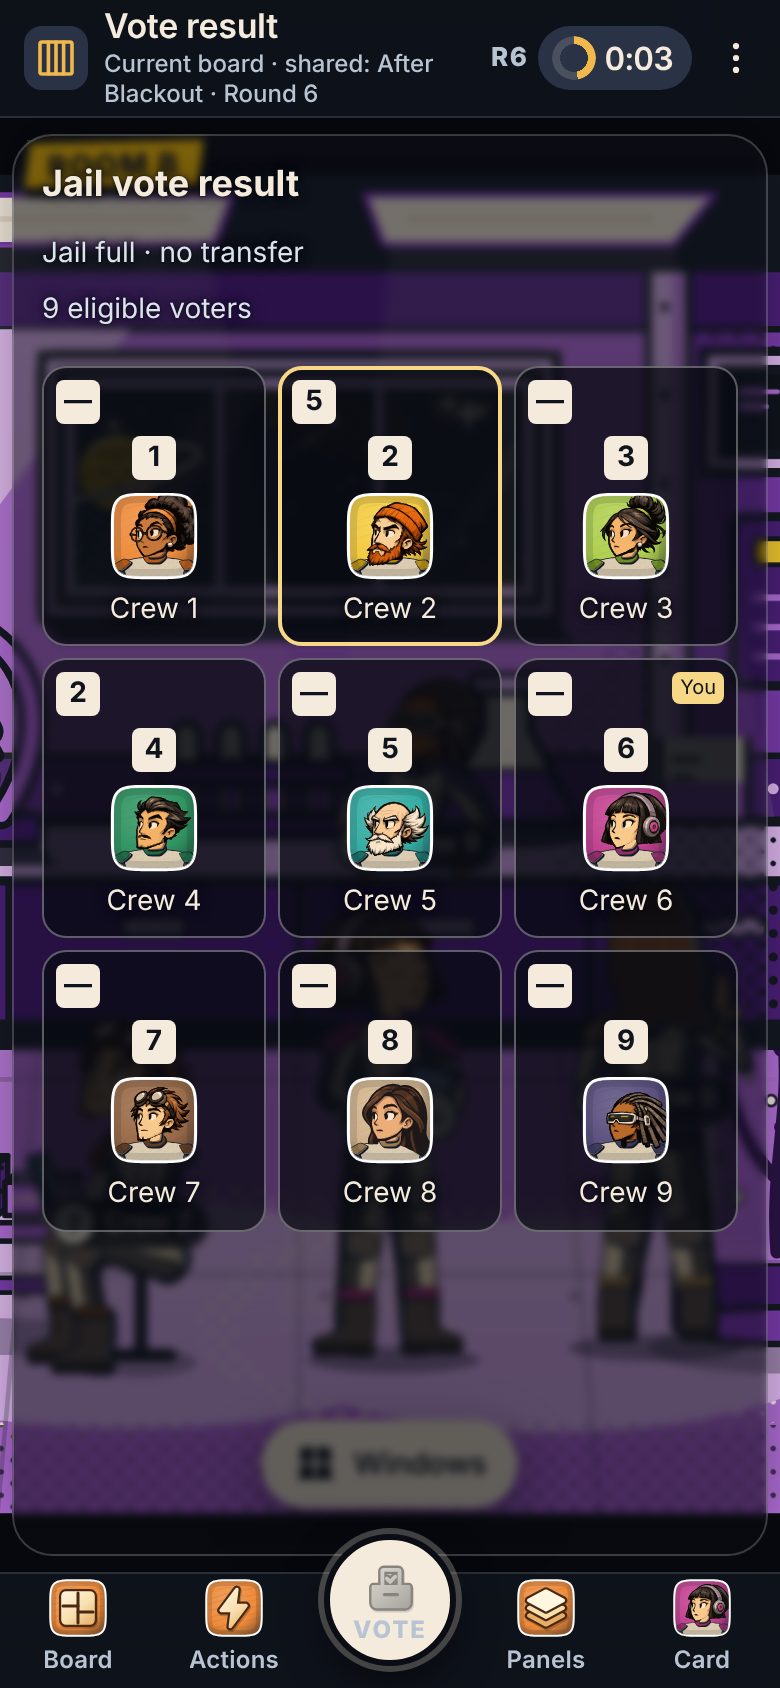 Vote result
Current board · shared: After
Blackout · Round 6
R6
0:03
ROOM B
Jail vote result
Jail full · no transfer
9 eligible voters
—
1
Crew 1
5
2
Crew 2
—
3
Crew 3
2
4
Crew 4
—
5
Crew 5
—
You
6
Crew 6
—
7
Crew 7
—
8
Crew 8
—
9
Crew 9
Windows
VOTE
Board
Actions
Panels
Card